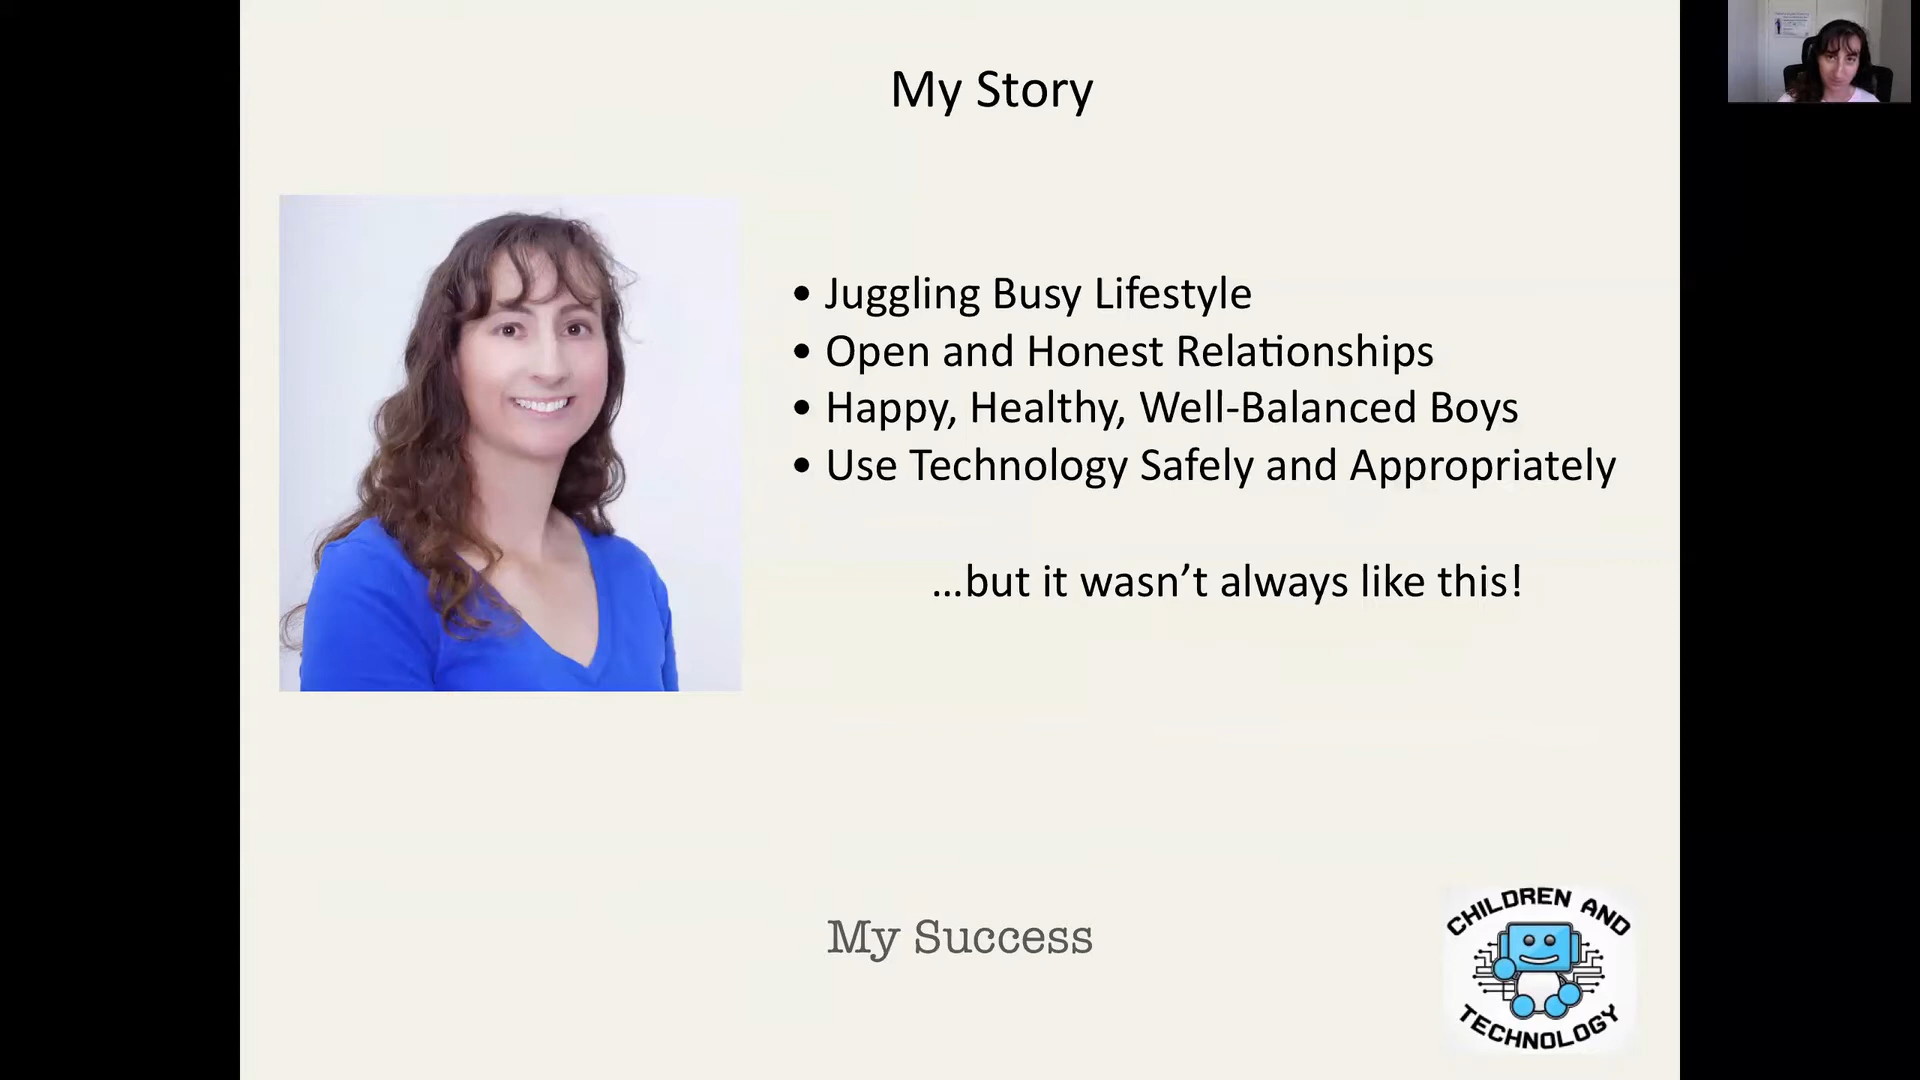 My Story
• Juggling Busy Lifestyle
• Open and Honest Relationships
• Happy, Healthy, Well-Balanced Boys
• Use Technology Safely and Appropriately
...but it wasn’t always like this!
My Success
CHILDREN AND
TECHNOLOGY